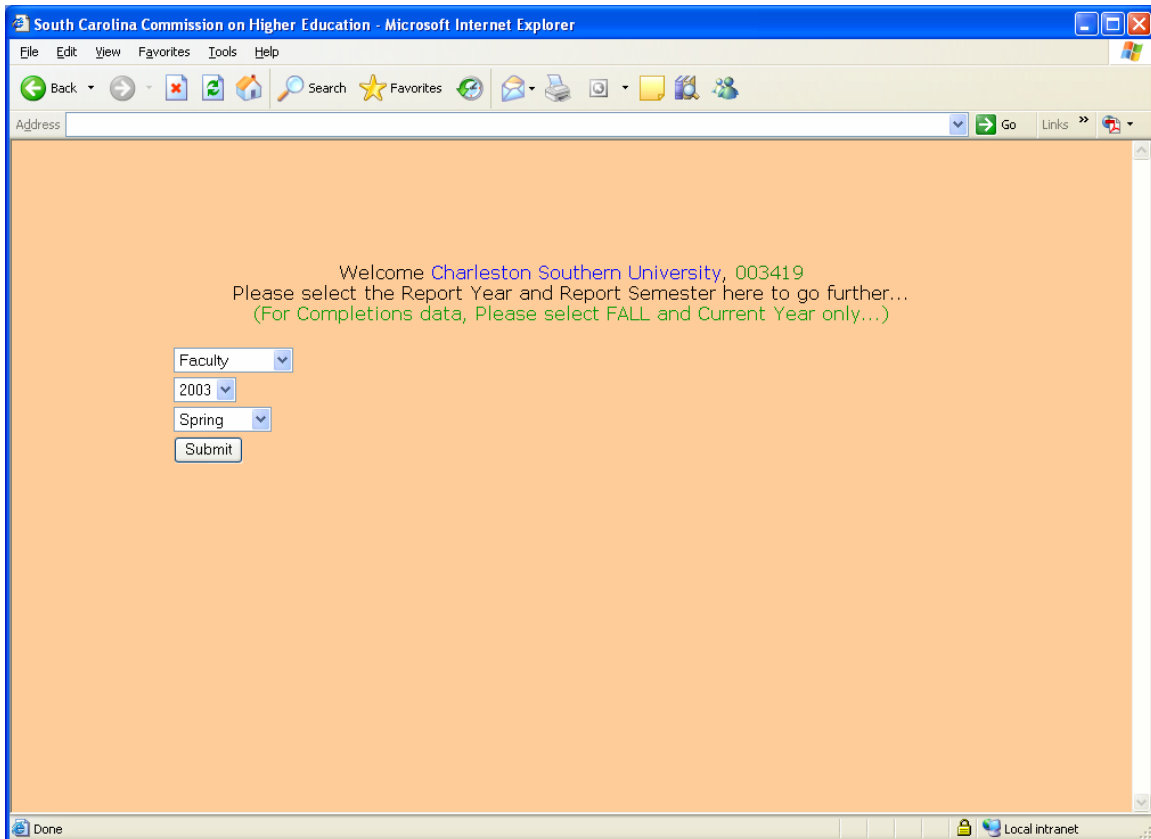 South Carolina Commission on Higher Education - Microsoft Internet Explorer
File Edit View Favorites Tools Help
Back Search Favorites
Address Go Links »
Welcome Charleston Southern University, 003419
Please select the Report Year and Report Semester here to go further...
(For Completions data, Please select FALL and Current Year only...)
Faculty
2003
Spring
Submit
Done Local intranet